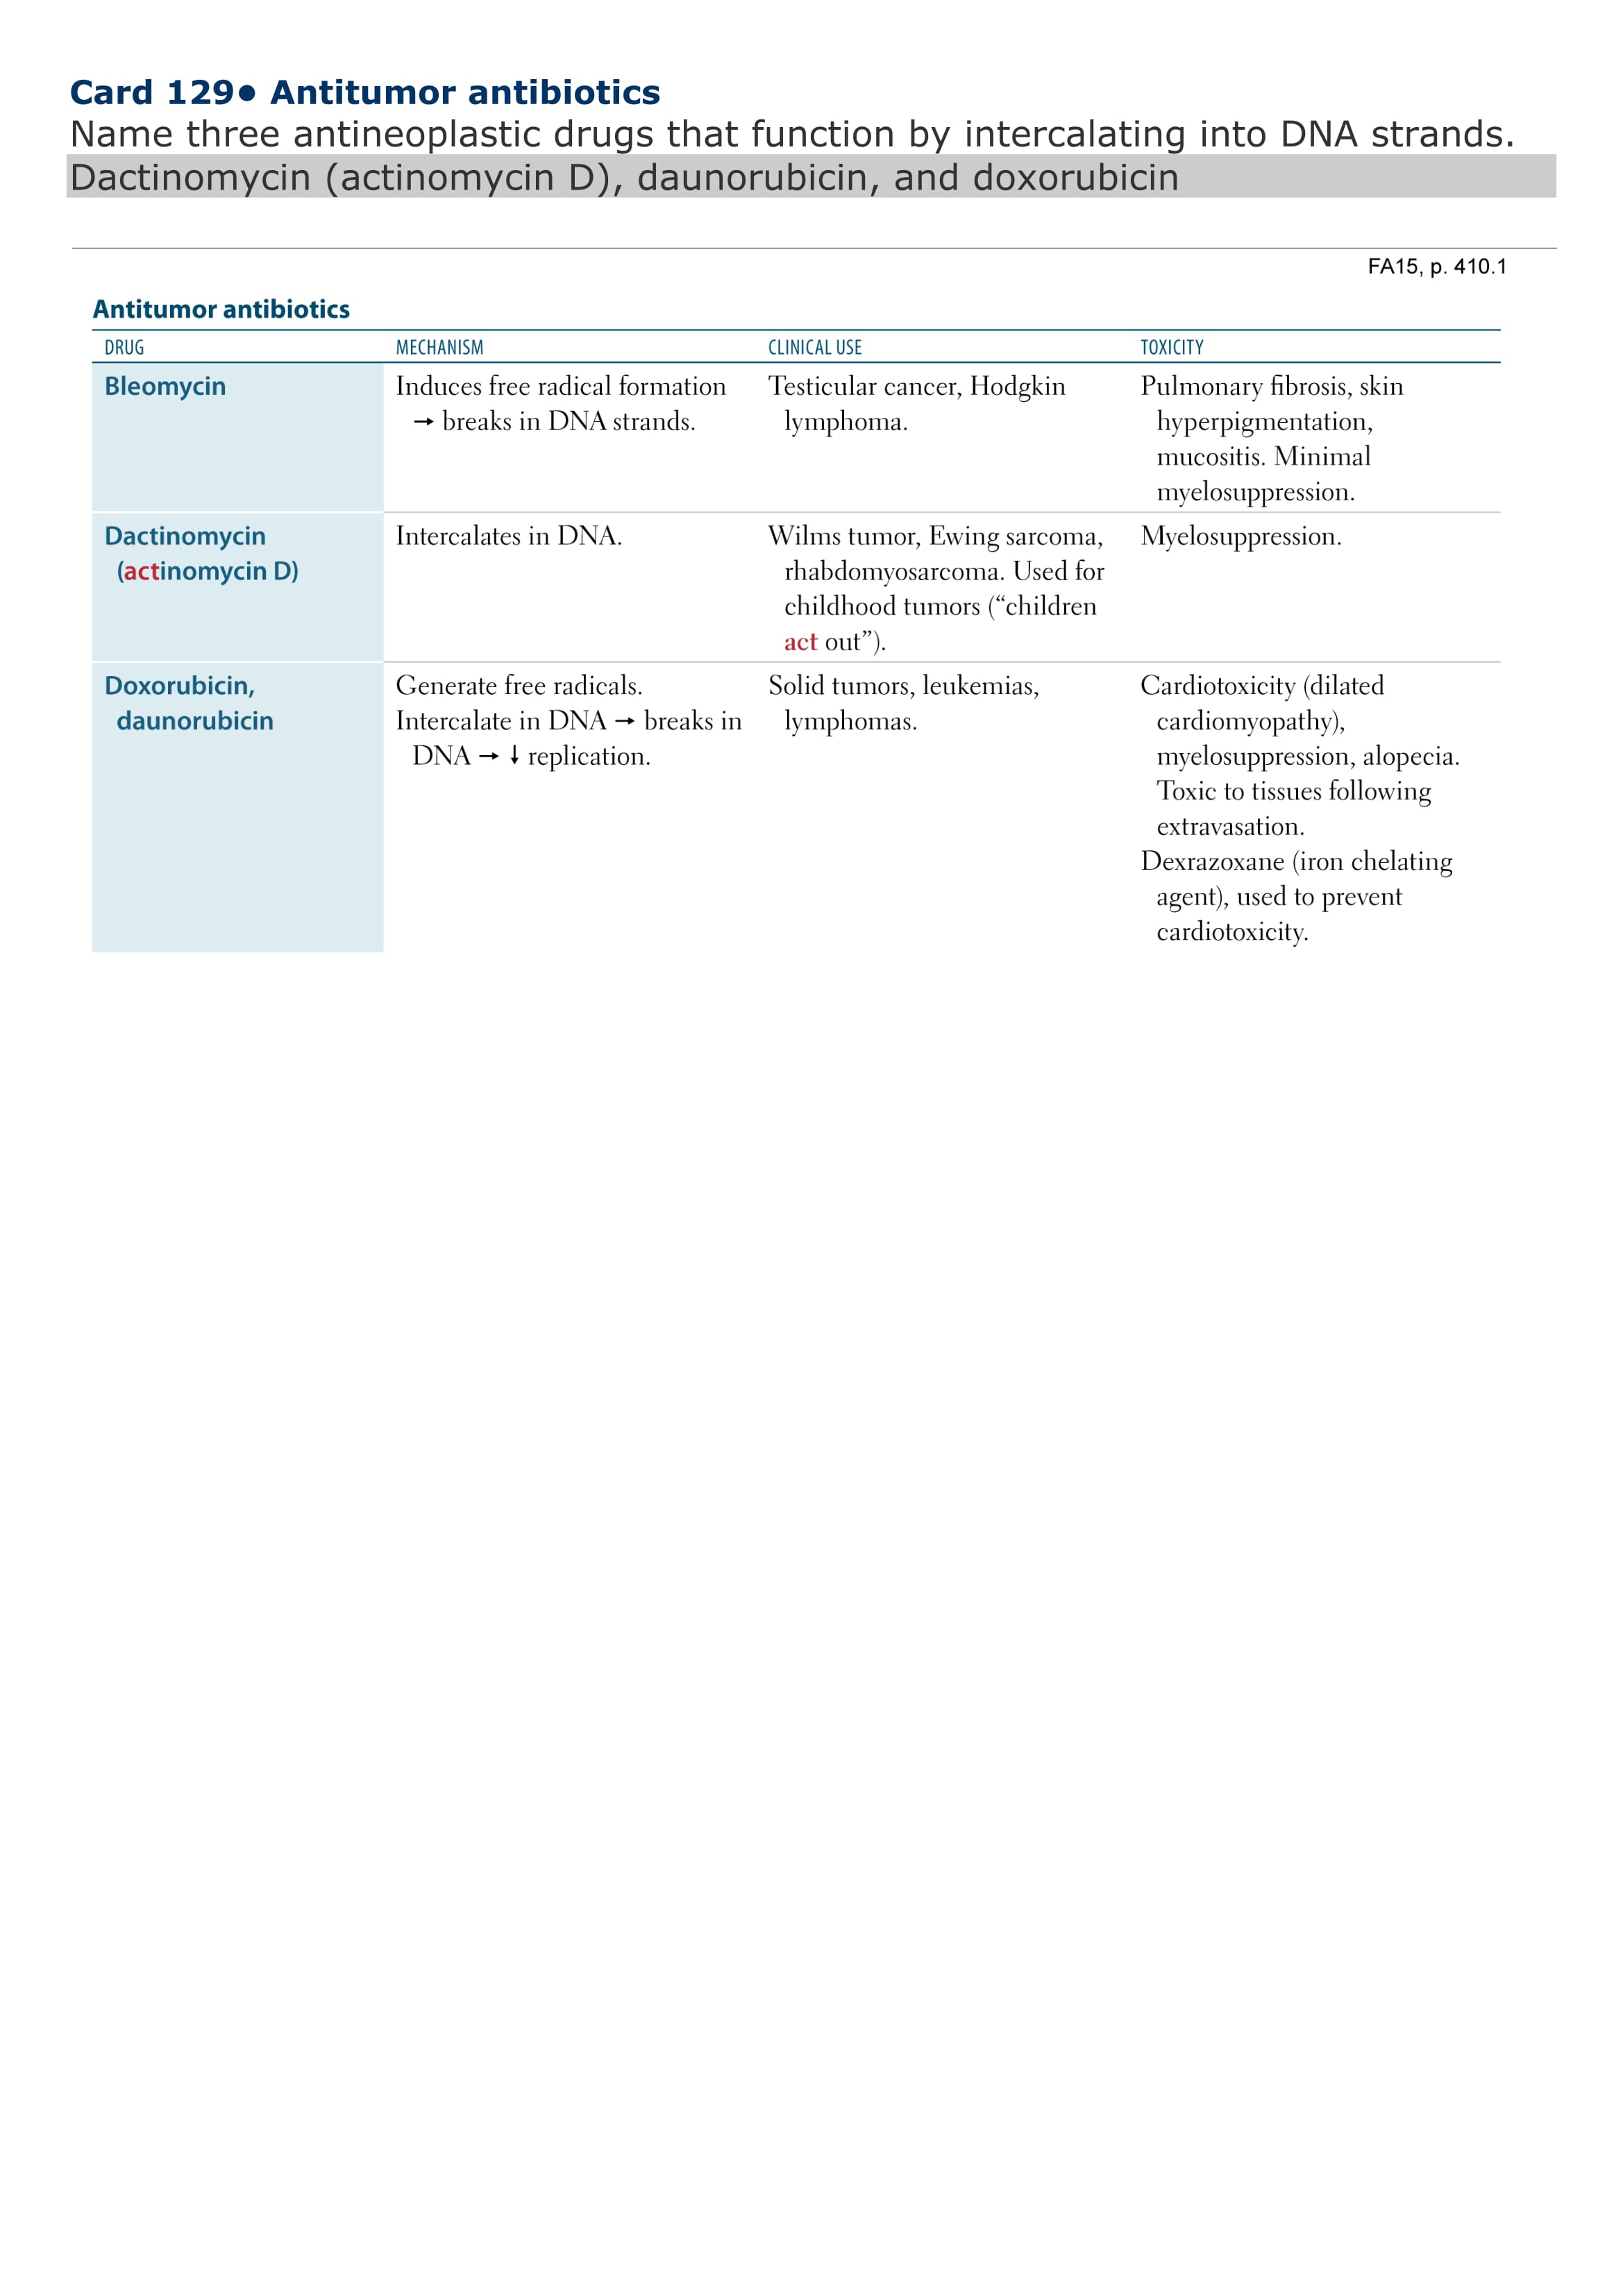 Card 129• Antitumor antibiotics
Name three antineoplastic drugs that function by intercalating into DNA strands.
Dactinomycin (actinomycin D), daunorubicin, and doxorubicin
FA15, p. 410.1
Antitumor antibiotics
DRUG MECHANISM CLINICAL USE TOXICITY
Bleomycin
Induces free radical formation
→ breaks in DNA strands.
Testicular cancer, Hodgkin
lymphoma.
Pulmonary fibrosis, skin
hyperpigmentation,
mucositis. Minimal
myelosuppression.
Dactinomycin
(actinomycin D)
Intercalates in DNA.
Wilms tumor, Ewing sarcoma,
rhabdomyosarcoma. Used for
childhood tumors (“children
act out”).
Myelosuppression.
Doxorubicin,
daunorubicin
Generate free radicals.
Intercalate in DNA → breaks in
DNA → ↓ replication.
Solid tumors, leukemias,
lymphomas.
Cardiotoxicity (dilated
cardiomyopathy),
myelosuppression, alopecia.
Toxic to tissues following
extravasation.
Dexrazoxane (iron chelating
agent), used to prevent
cardiotoxicity.